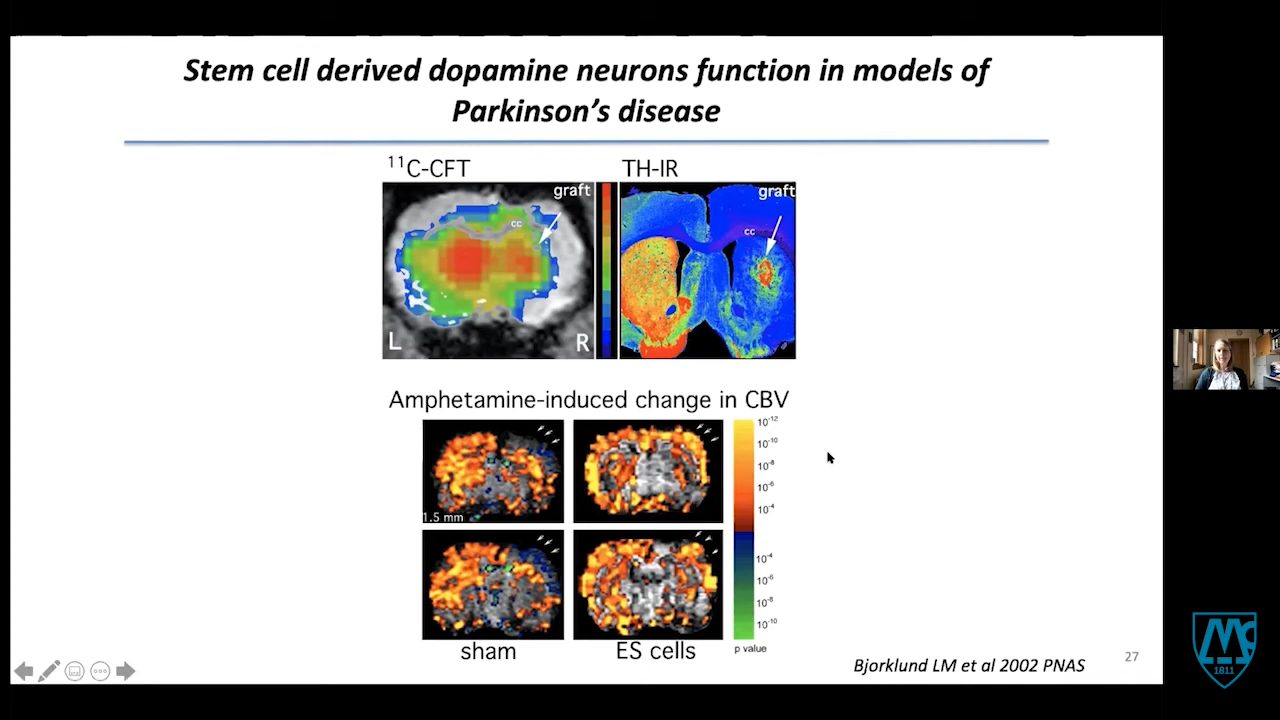 Stem cell derived dopamine neurons function in models of
Parkinson's disease
¹¹C-CFT
TH-IR
graft
graft
cc
cc
L
R
Amphetamine-induced change in CBV
10⁻¹²
10⁻¹⁰
10⁻⁸
10⁻⁶
10⁻⁴
1.5 mm
10⁻⁴
10⁻⁶
10⁻⁸
10⁻¹⁰
sham
ES cells
p value
Bjorklund LM et al 2002 PNAS
27
1811